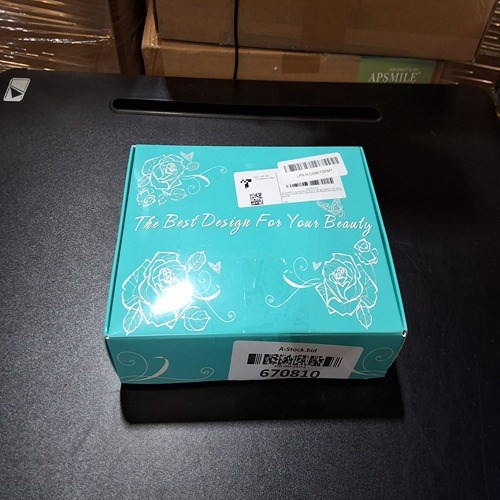 APSMILE
The Best Design For Your Beauty
A-Stock.bid
670810